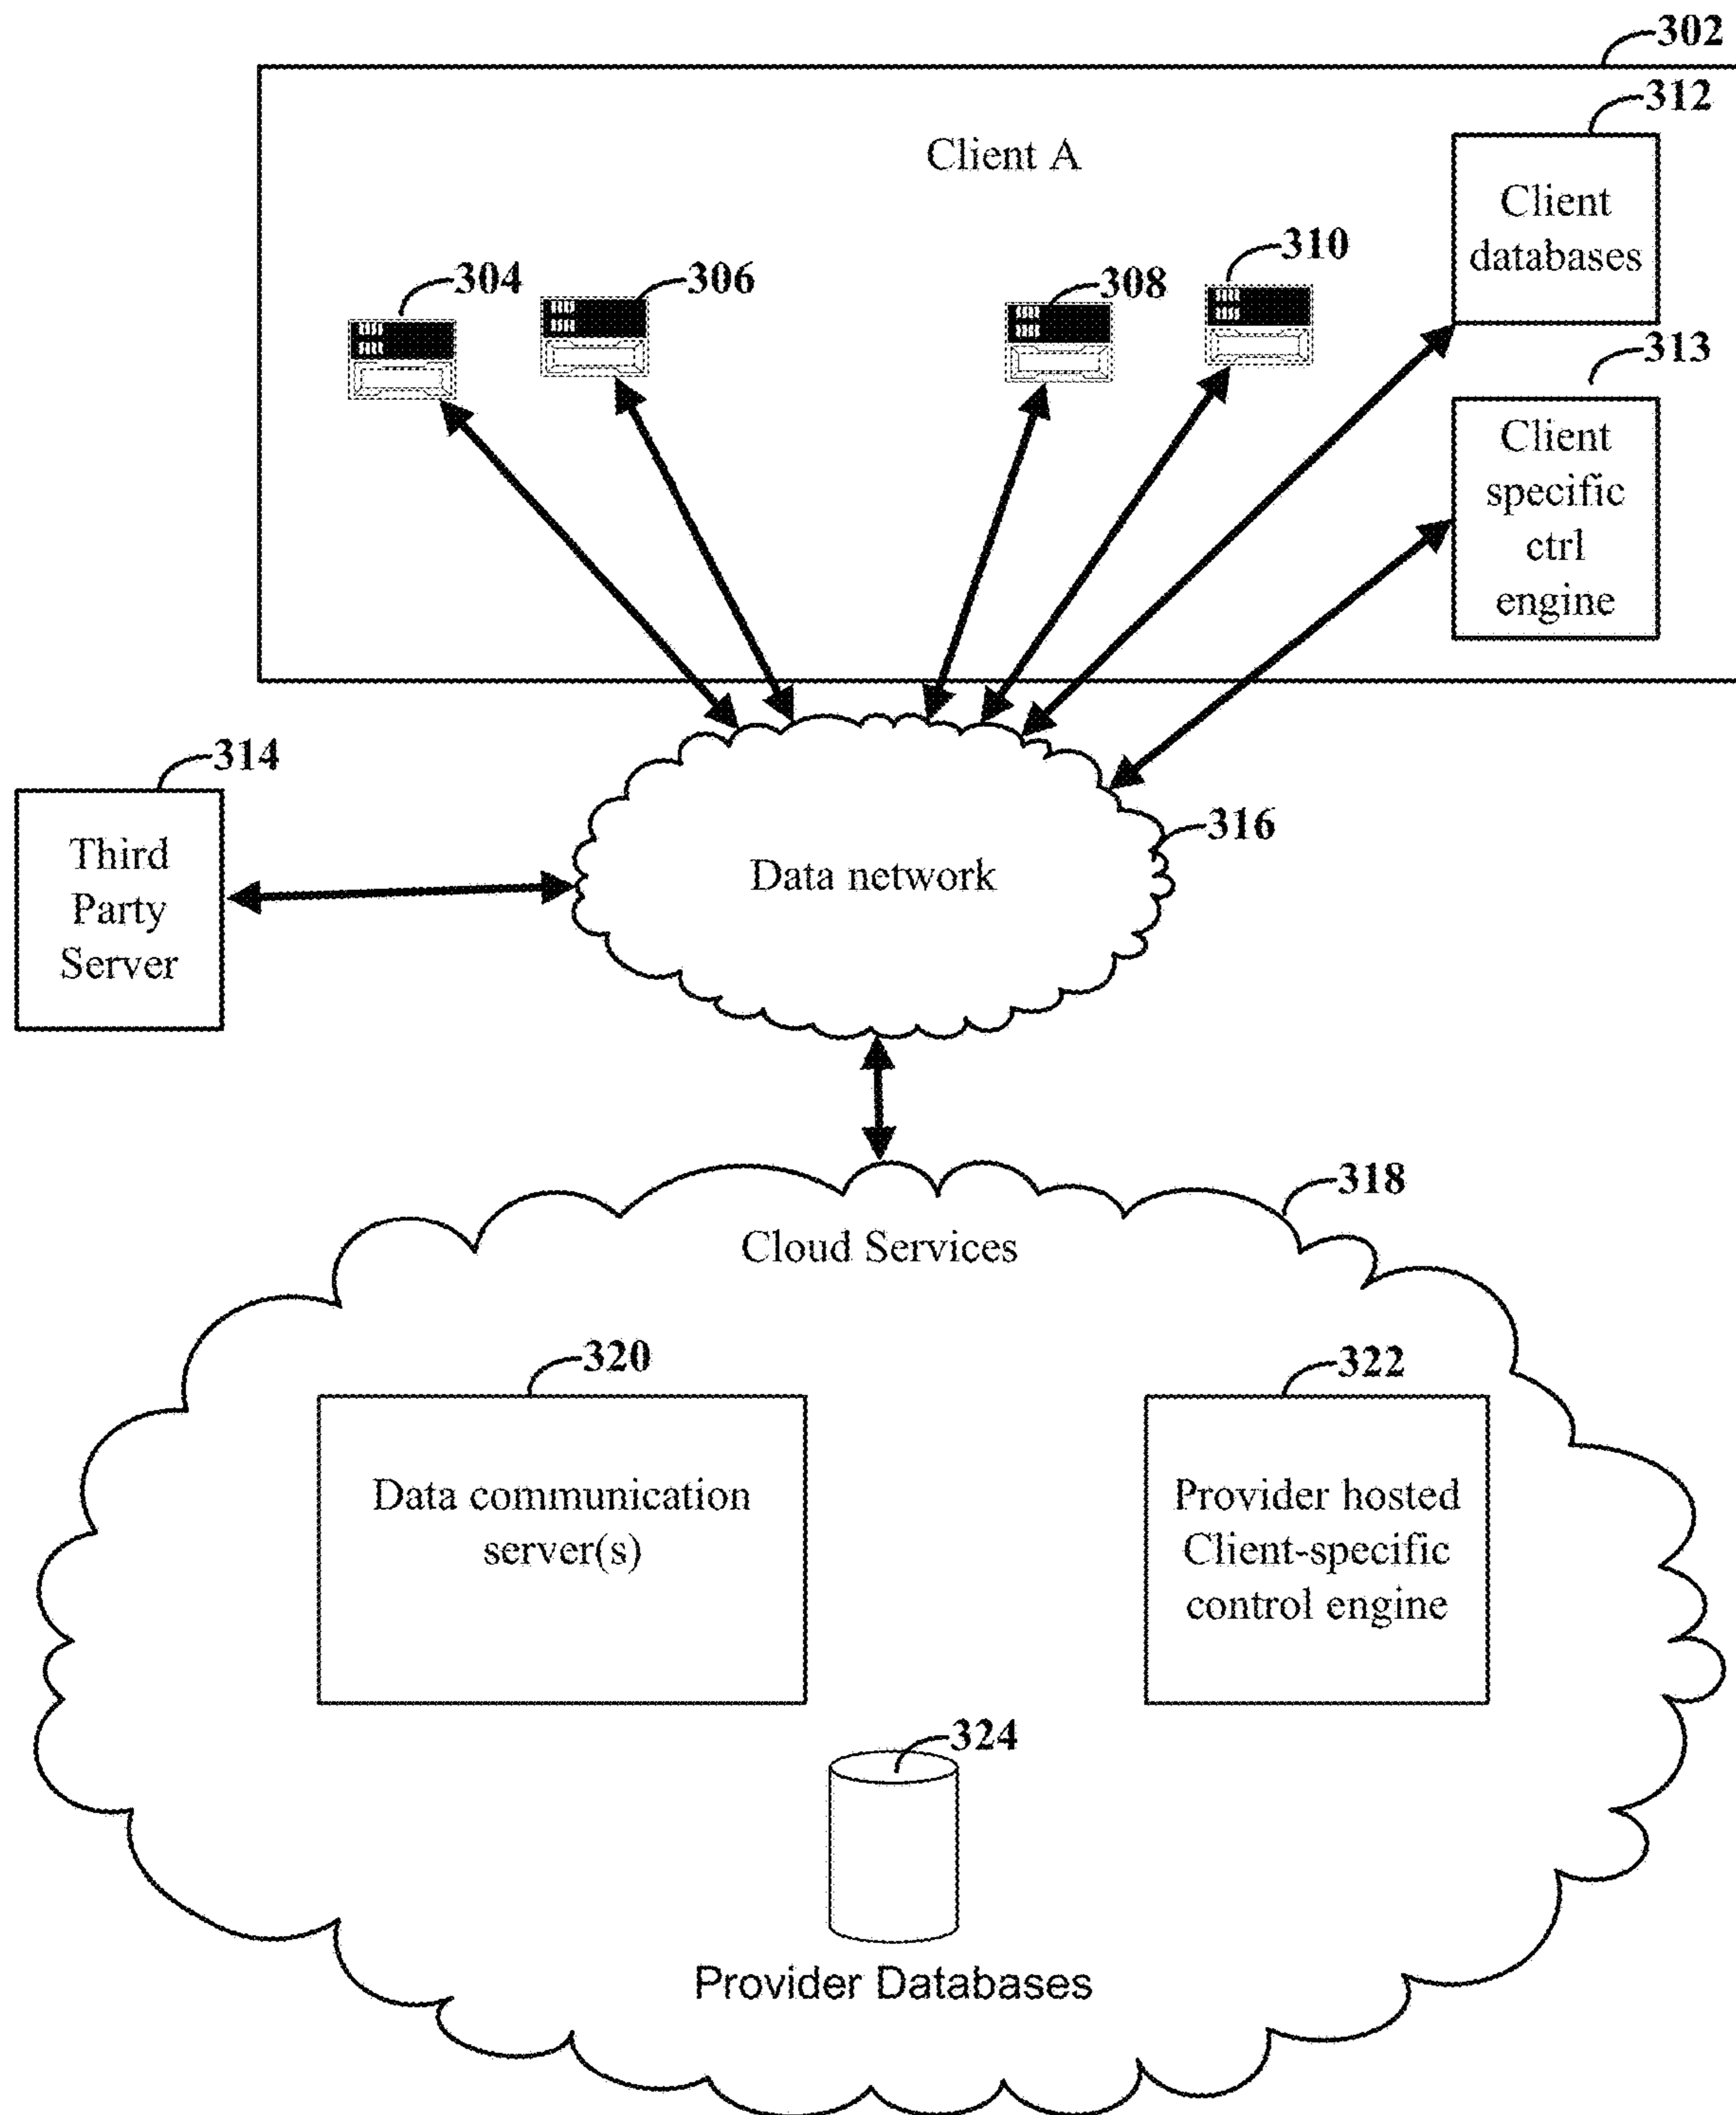 302
312
Client A
Client
databases
304
306
308
310
313
Client
specific
ctrl
engine
314
Third
Party
Server
316
Data network
318
Cloud Services
320
322
Data communication
server(s)
Provider hosted
Client-specific
control engine
324
Provider Databases